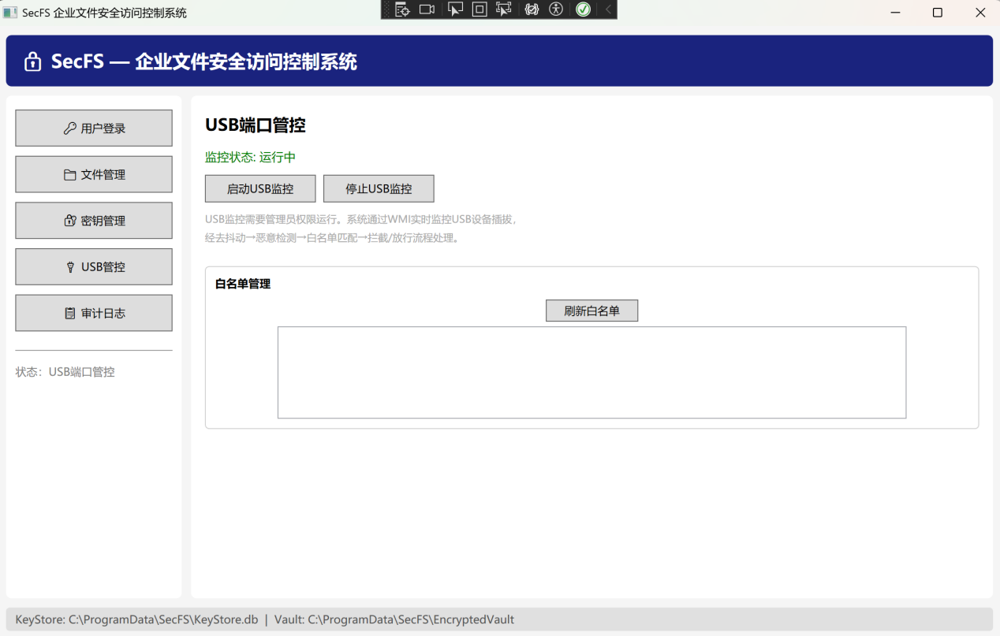 SecFS 企业文件安全访问控制系统
SecFS — 企业文件安全访问控制系统
用户登录
文件管理
密钥管理
USB管控
审计日志
状态：USB端口管控
USB端口管控
监控状态: 运行中
启动USB监控
停止USB监控
USB监控需要管理员权限运行。系统通过WMI实时监控USB设备插拔，
经去抖动→恶意检测→白名单匹配→拦截/放行流程处理。
白名单管理
刷新白名单
KeyStore: C:\ProgramData\SecFS\KeyStore.db | Vault: C:\ProgramData\SecFS\EncryptedVault